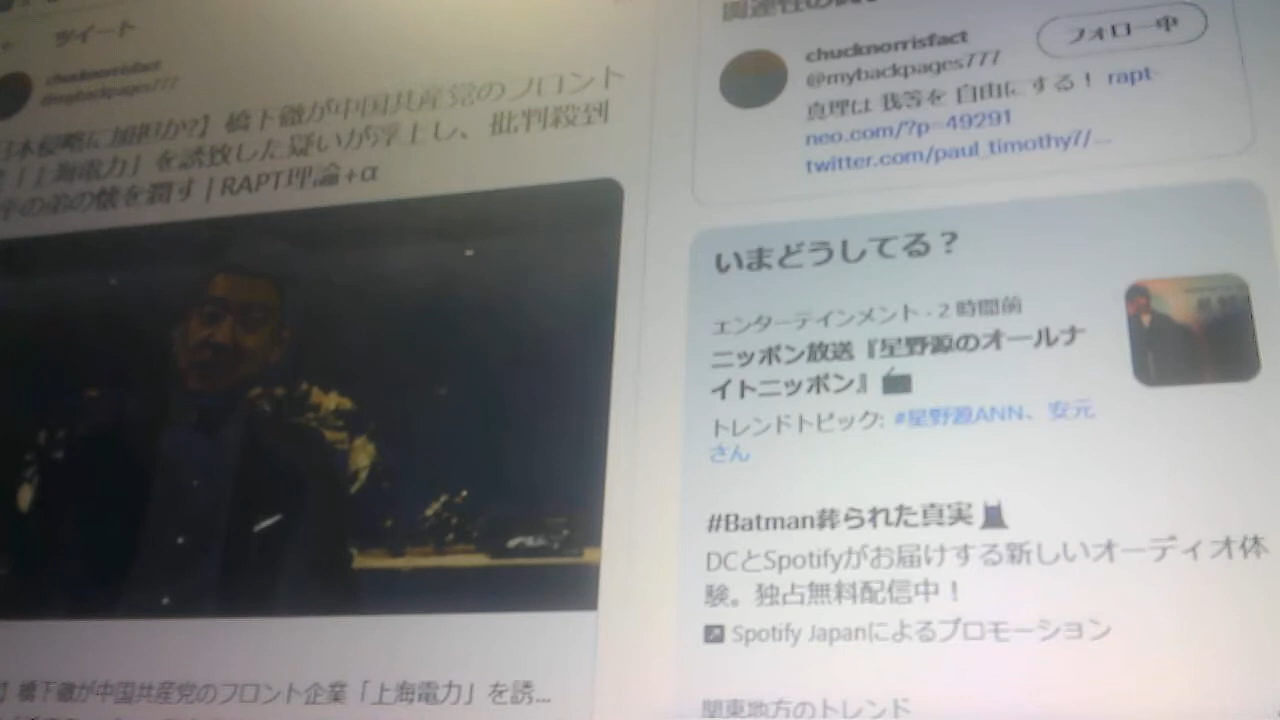 ツイート
chucknorrisfact
@mybackpages777
本侵略に加担か?】橋下徹が中国共産党のフロント
「上海電力」を誘致した疑いが浮上し、批判殺到
の弟の懐を潤す | RAPT理論+α
】橋下徹が中国共産党のフロント企業「上海電力」を誘…
chucknorrisfact
@mybackpages777
フォロー中
真理は 我等を 自由に する！ rapt-
neo.com/?p=49291
twitter.com/paul_timothy7/…
いまどうしてる？
エンターテインメント · 2 時間前
ニッポン放送『星野源のオールナ
イトニッポン』
トレンドトピック: #星野源ANN、安元
さん
#Batman葬られた真実
DCとSpotifyがお届けする新しいオーディオ体
験。独占無料配信中！
Spotify Japanによるプロモーション
関東地方のトレンド